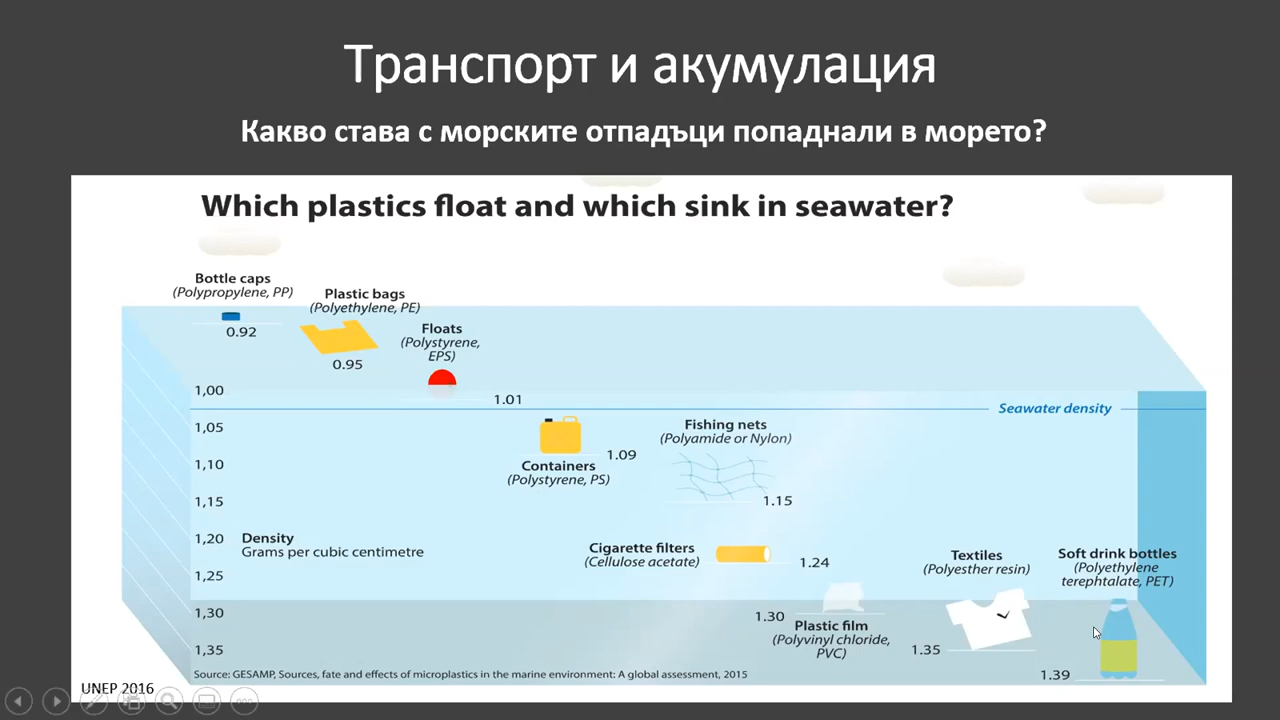 Транспорт и акумулация
Какво става с морските отпадъци попаднали в морето?
Which plastics float and which sink in seawater?
Bottle caps
(Polypropylene, PP)
0.92
Plastic bags
(Polyethylene, PE)
0.95
Floats
(Polystyrene,
EPS)
1.01
1,00
Seawater density
1,05
1,10
1,15
1,20
1,25
1,30
1,35
Containers
(Polystyrene, PS)
1.09
Fishing nets
(Polyamide or Nylon)
1.15
Density
Grams per cubic centimetre
Cigarette filters
(Cellulose acetate)
1.24
1.30
Plastic film
(Polyvinyl chloride,
PVC)
Textiles
(Polyesther resin)
1.35
Soft drink bottles
(Polyethylene
terephtalate, PET)
1.39
Source: GESAMP, Sources, fate and effects of microplastics in the marine environment: A global assessment, 2015
UNEP 2016